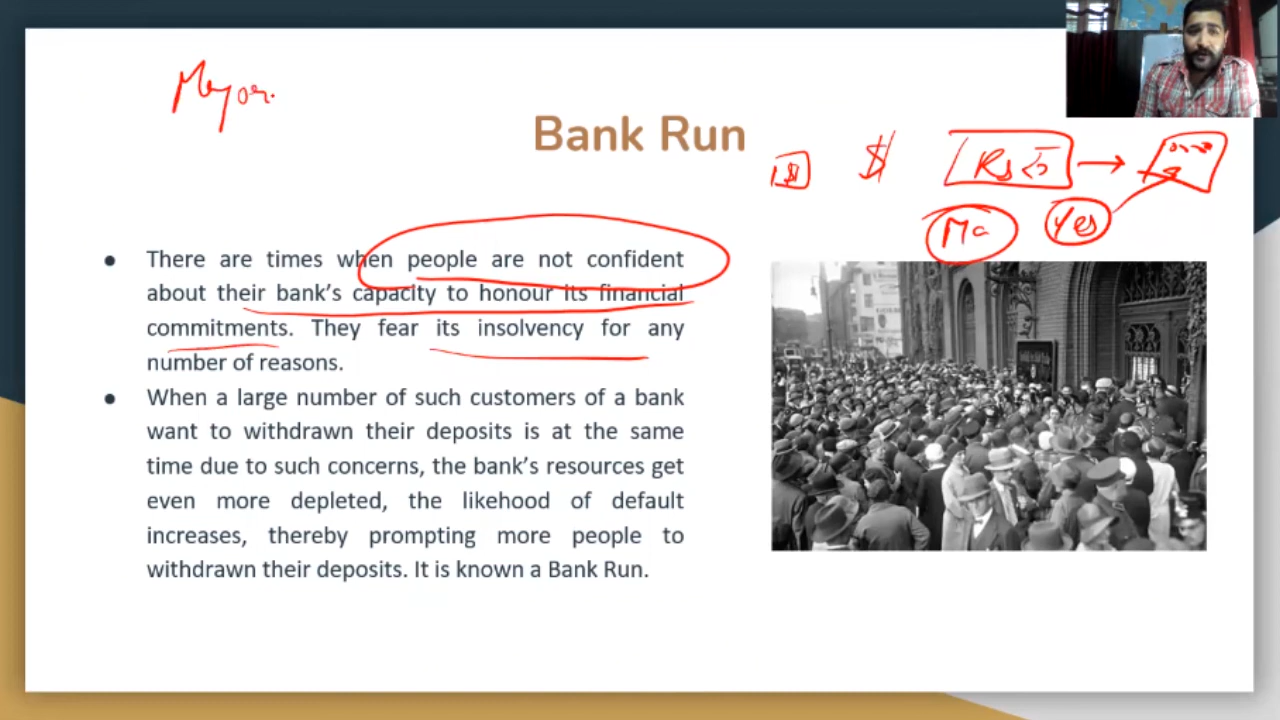 Bank Run
$
$
Yes
● There are times when people are not confident
about their bank's capacity to honour its financial
commitments. They fear its insolvency for any
number of reasons.
● When a large number of such customers of a bank
want to withdrawn their deposits is at the same
time due to such concerns, the bank's resources get
even more depleted, the likehood of default
increases, thereby prompting more people to
withdrawn their deposits. It is known a Bank Run.